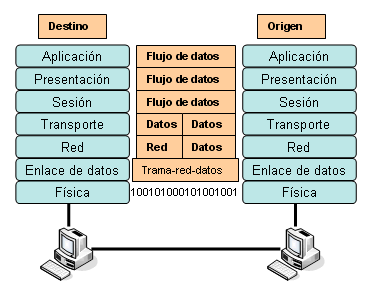 Destino Origen
Aplicación Flujo de datos Aplicación
Presentación Flujo de datos Presentación
Sesión Flujo de datos Sesión
Transporte Datos Datos Transporte
Red Red Datos Red
Enlace de datos Trama-red-datos Enlace de datos
Física 100101000101001001 Física